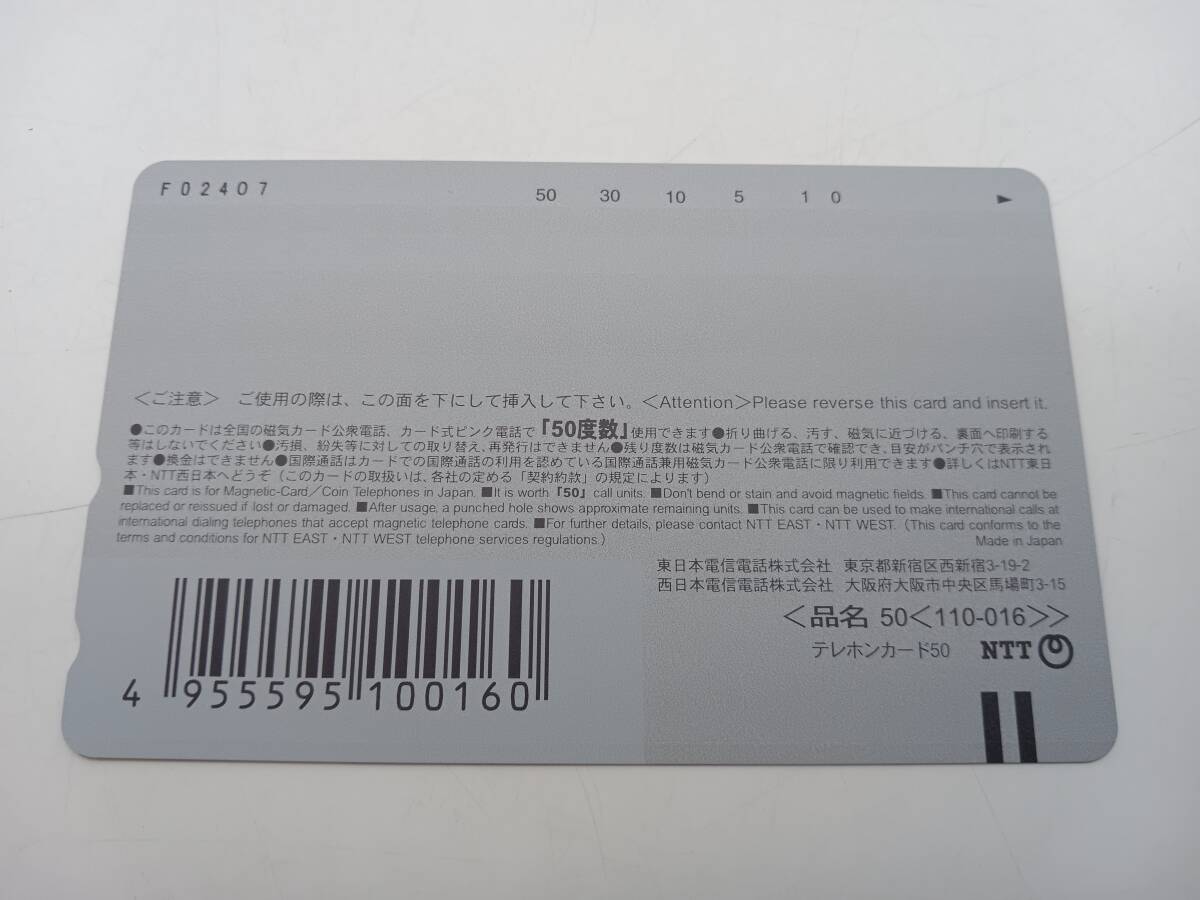 F02407
50 30 10 5 1 0 ▶
＜ご注意＞ ご使用の際は、この面を下にして挿入して下さい。＜Attention＞Please reverse this card and insert it.
●このカードは全国の磁気カード公衆電話、カード式ピンク電話で『50度数』使用できます●折り曲げる、汚す、磁気に近づける、裏面へ印刷する
等はしないでください●汚損、紛失等に対しての取り替え、再発行はできません●残り度数は磁気カード公衆電話で確認でき、目安がパンチ穴で表示され
ます●換金はできません●国際通話はカードでの国際通話の利用を認めている国際通話兼用磁気カード公衆電話に限り利用できます●詳しくはNTT東日
本・NTT西日本へどうぞ（このカードの取扱いは、各社の定める「契約約款」の規定によります）
■This card is for Magnetic-Card／Coin Telephones in Japan. ■It is worth『50』call units. ■Don't bend or stain and avoid magnetic fields. ■This card cannot be
replaced or reissued if lost or damaged. ■After usage, a punched hole shows approximate remaining units. ■This card can be used to make international calls at
international dialing telephones that accept magnetic telephone cards. ■For further details, please contact NTT EAST・NTT WEST.（This card conforms to the
terms and conditions for NTT EAST・NTT WEST telephone services regulations.） Made in Japan
東日本電信電話株式会社 東京都新宿区西新宿3-19-2
西日本電信電話株式会社 大阪府大阪市中央区馬場町3-15
＜品名 50＜110-016＞＞
テレホンカード50 NTT
4 955595 100160